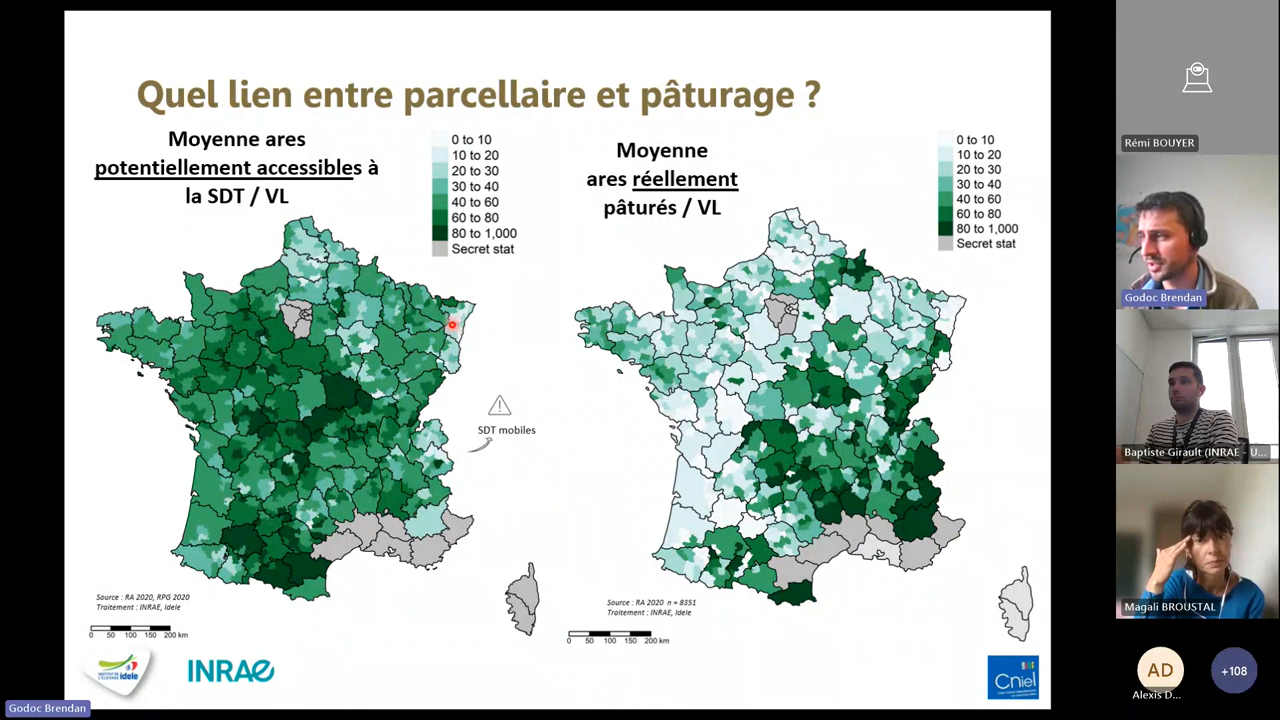 Quel lien entre parcellaire et pâturage ?
Moyenne ares
potentiellement accessibles à
la SDT / VL
0 to 10
10 to 20
20 to 30
30 to 40
40 to 60
60 to 80
80 to 1,000
Secret stat
Moyenne
ares réellement
pâturés / VL
0 to 10
10 to 20
20 to 30
30 to 40
40 to 60
60 to 80
80 to 1,000
Secret stat
SDT mobiles
Source : RA 2020, RPG 2020
Traitement : INRAE, Idele
0 50 100 150 200 km
Source : RA 2020 n = 8351
Traitement : INRAE, Idele
0 50 100 150 200 km
idele
INRAE
Cniel
Godoc Brendan
Rémi BOUYER
Godoc Brendan
Baptiste Girault (INRAE - U...
Magali BROUSTAL
AD
Alexis D...
+108